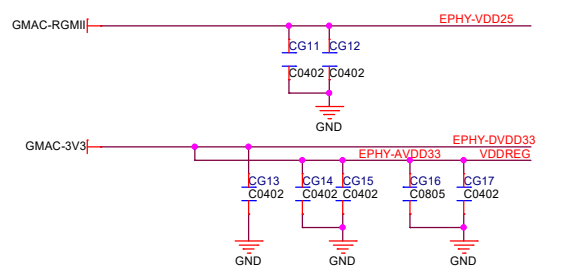 GMAC-RGMII EPHY-VDD25
CG11 CG12
C0402 C0402
GND
GMAC-3V3 EPHY-DVDD33
EPHY-AVDD33 VDDREG
CG13 CG14 CG15 CG16 CG17
C0402 C0402 C0402 C0805 C0402
GND GND GND